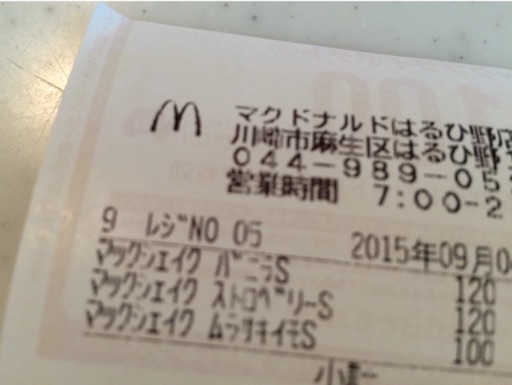 マクドナルドはるひ野店
川崎市麻生区はるひ野
044-989-05
営業時間 7:00-2
9 レジNO 05 2015年09月0
マックシェイク バニラS 120
マックシェイク ストロベリーS 120
マックシェイク ムラサキイモS 100
小計